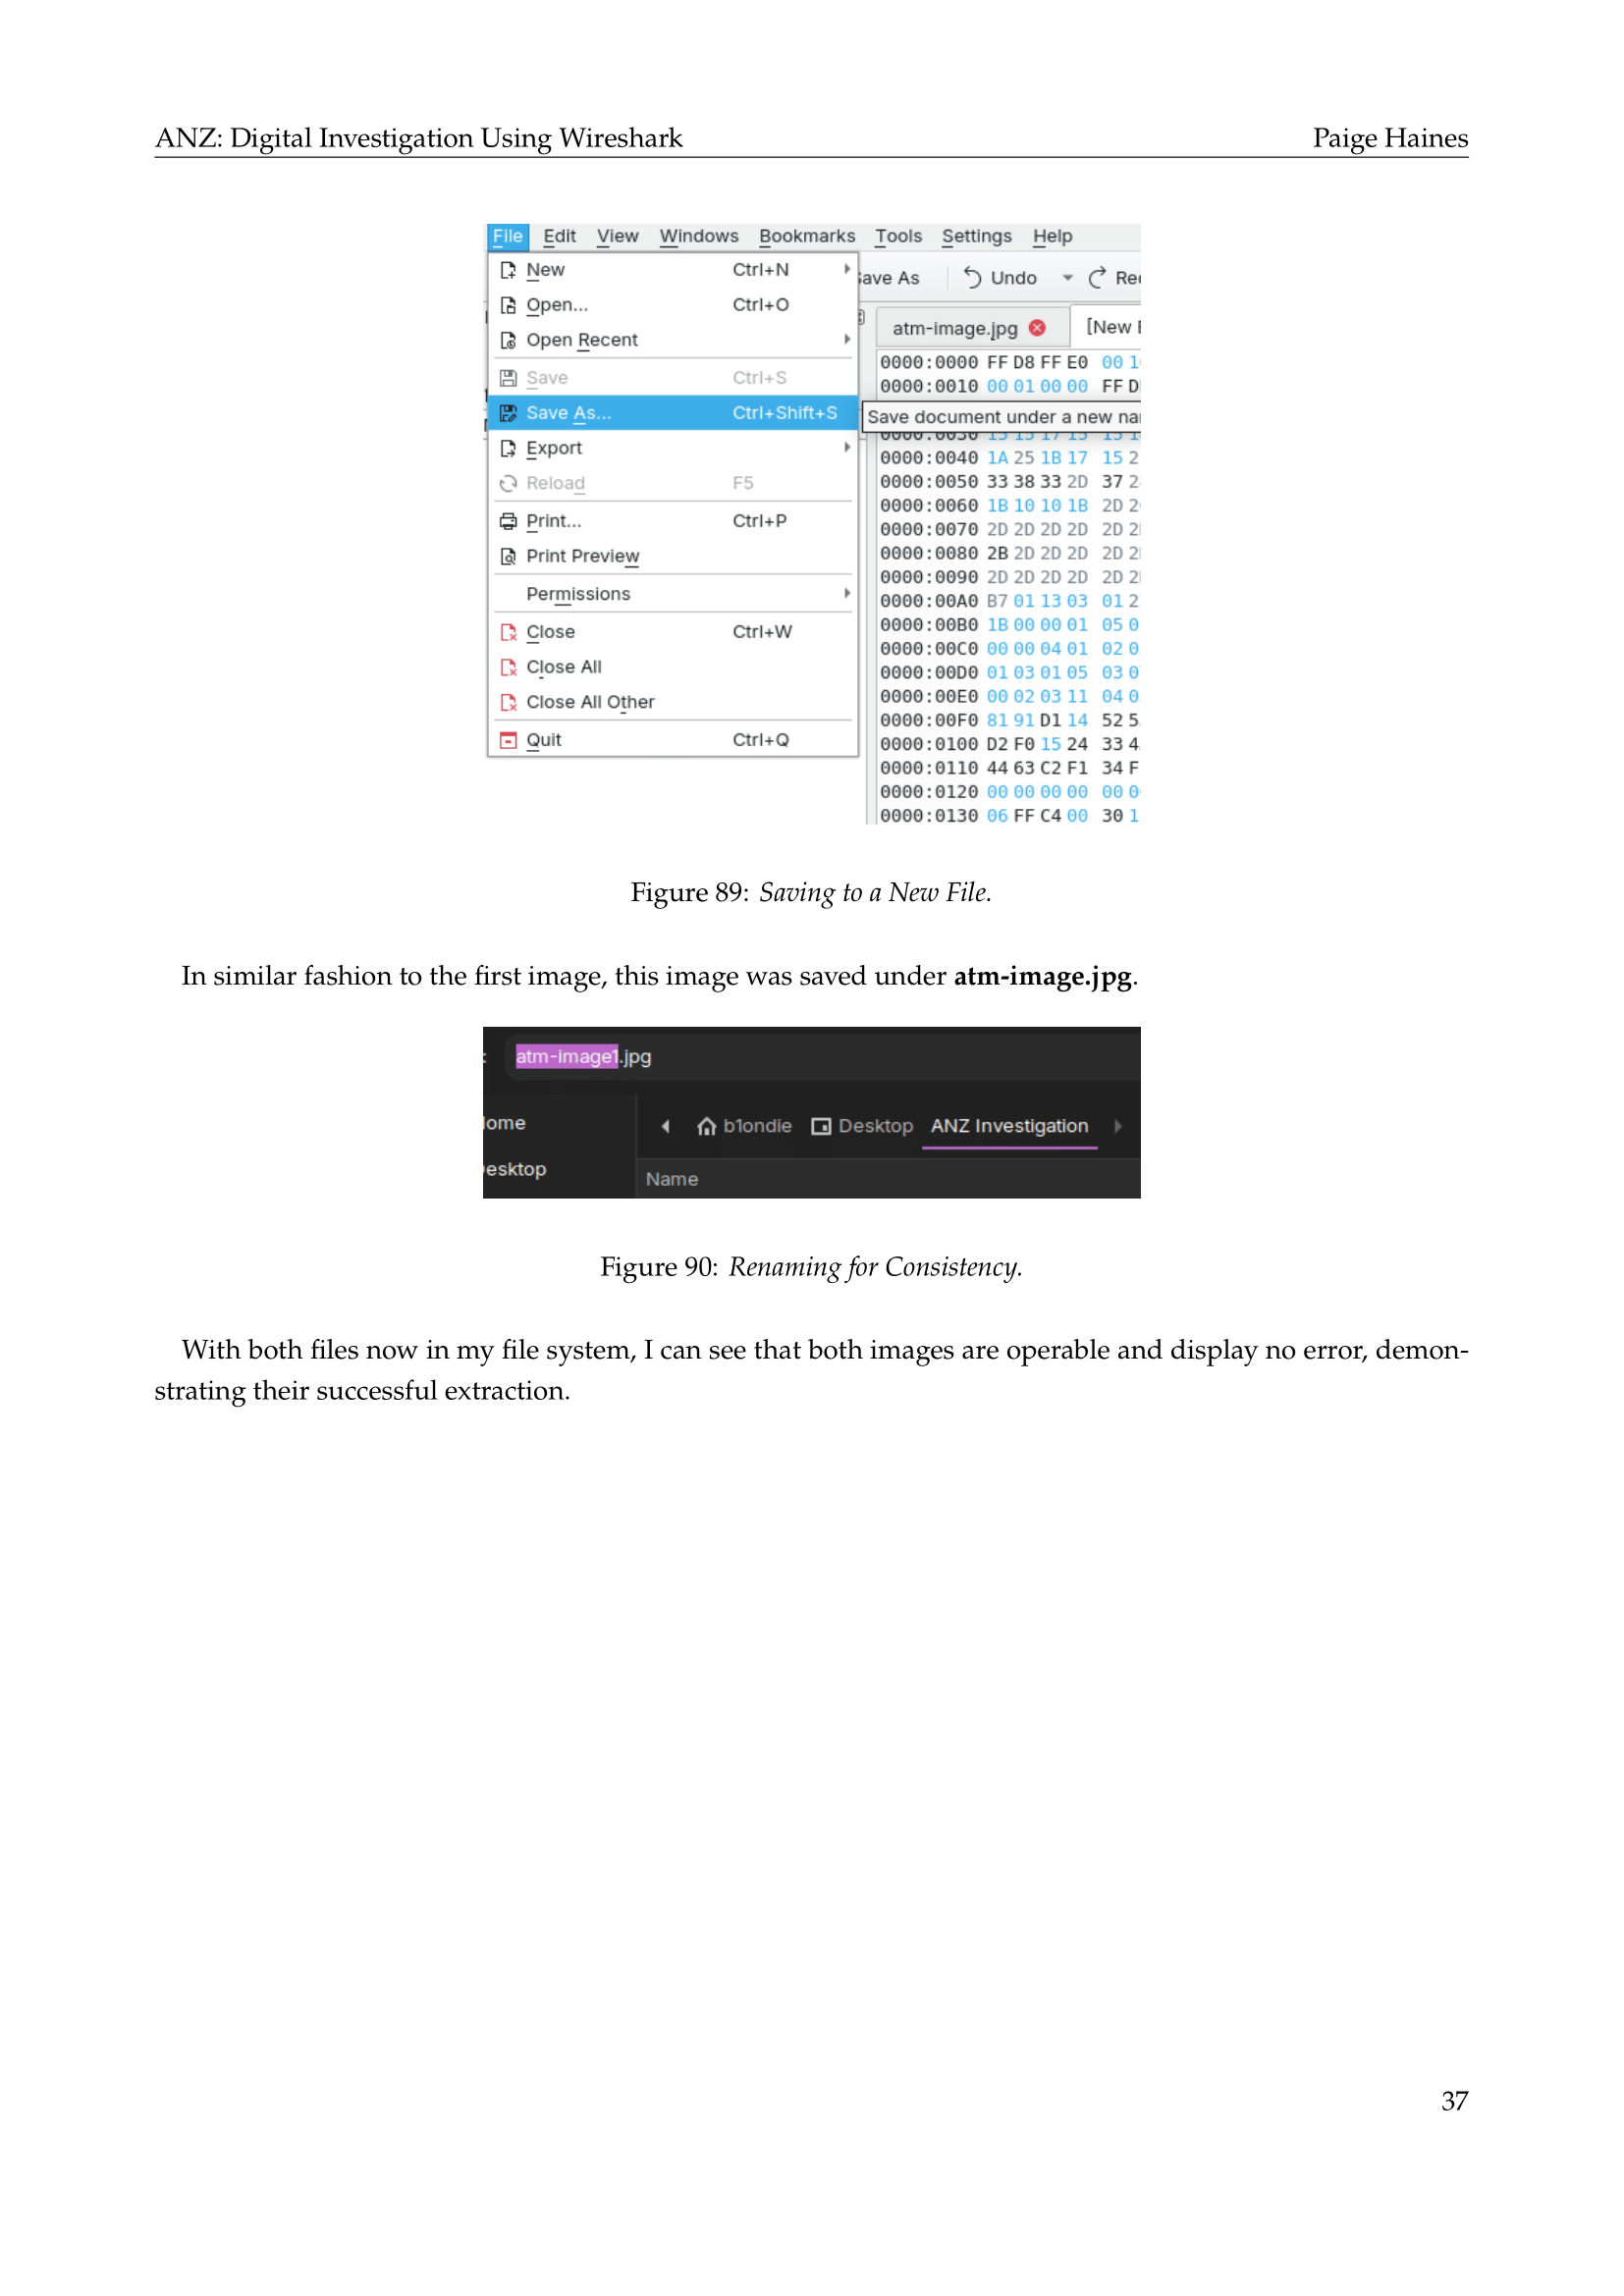 ANZ: Digital Investigation Using Wireshark Paige Haines
File Edit View Windows Bookmarks Tools Settings Help
New Ctrl+N
Save As Undo
Open... Ctrl+O
Open Recent
atm-image.jpg [New
Save Ctrl+S
Save As... Ctrl+Shift+S
Export
Reload F5
Print... Ctrl+P
Print Preview
Permissions
Close Ctrl+W
Close All
Close All Other
Quit Ctrl+Q
0000:0000 FF D8 FF E0 00 1
0000:0010 00 01 00 00 FF D
Save document under a new
0000:0030 15 15 17 15 15 1
0000:0040 1A 25 1B 17 15 2
0000:0050 33 38 33 2D 37 2
0000:0060 1B 10 10 1B 2D 2
0000:0070 2D 2D 2D 2D 2D 2
0000:0080 2B 2D 2D 2D 2D 2
0000:0090 2D 2D 2D 2D 2D 2
0000:00A0 B7 01 13 03 01 2
0000:00B0 1B 00 00 01 05 0
0000:00C0 00 00 04 01 02 0
0000:00D0 01 03 01 05 03 0
0000:00E0 00 02 03 11 04 0
0000:00F0 81 91 D1 14 52 5
0000:0100 D2 F0 15 24 33 4
0000:0110 44 63 C2 F1 34 F
0000:0120 00 00 00 00 00 0
0000:0130 06 FF C4 00 30 1
Figure 89: Saving to a New File.
In similar fashion to the first image, this image was saved under atm-image.jpg.
atm-image1.jpg
ome
b1ondie Desktop ANZ Investigation
esktop
Name
Figure 90: Renaming for Consistency.
With both files now in my file system, I can see that both images are operable and display no error, demon-
strating their successful extraction.
37